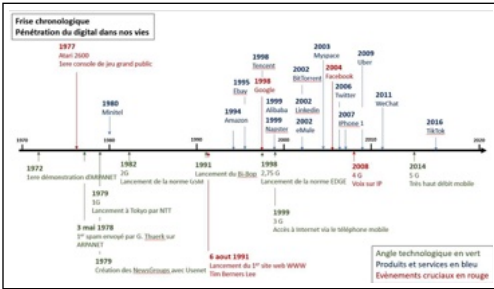 Frise chronologique
Pénétration du digital dans nos vies
1977
Atari 2600
1ere console de jeu grand public
1980
Minitel
1994
Amazon
1995
Ebay
1998
Tencent
1998
Google
1999
Alibaba
1999
Napster
2002
BitTorrent
2002
Linkedin
2002
eMule
2003
Myspace
2004
Facebook
2006
Twitter
2007
IPhone 1
2009
Uber
2011
WeChat
2016
TikTok
1970
1980
1990
2000
2010
2020
1972
1ere démonstration d'ARPANET
3 mai 1978
1er spam envoyé par G. Thuerk sur
ARPANET
1979
1G
Lancement à Tokyo par NTT
1979
Création des NewsGroups avec Usenet
1982
2G
Lancement de la norme GSM
1991
Lancement du Bi-Bop
6 aout 1991
Lancement du 1er site web WWW
Tim Berners Lee
1998
2,75 G
Lancement de la norme EDGE
1999
3 G
Accès à Internet via le téléphone mobile
2008
4 G
Voix sur IP
2014
5 G
Très haut débit mobile
Angle technologique en vert
Produits et services en bleu
Evènements cruciaux en rouge